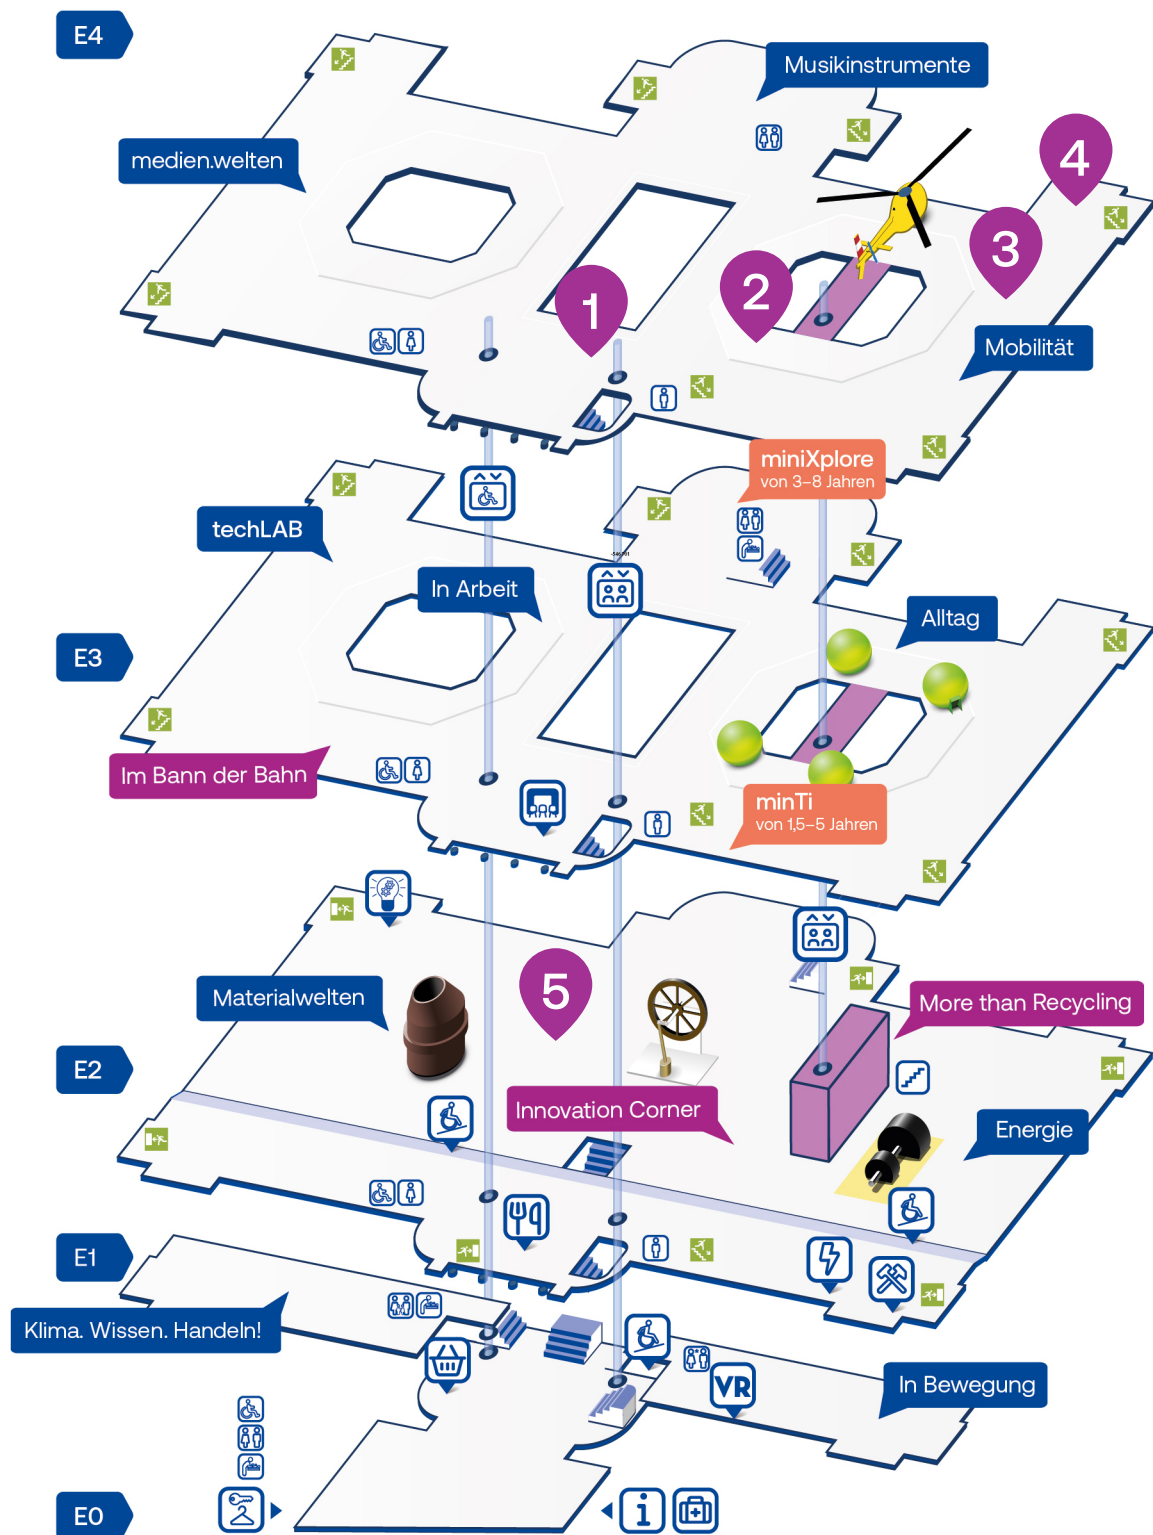 E4
Musikinstrumente
medien.welten
4
3
2
1
Mobilität
miniXplore
von 3–8 Jahren
techLAB
In Arbeit
Alltag
E3
Im Bann der Bahn
minTi
von 1,5–5 Jahren
5
Materialwelten
More than Recycling
E2
Innovation Corner
Energie
E1
Klima. Wissen. Handeln!
VR
In Bewegung
i
E0